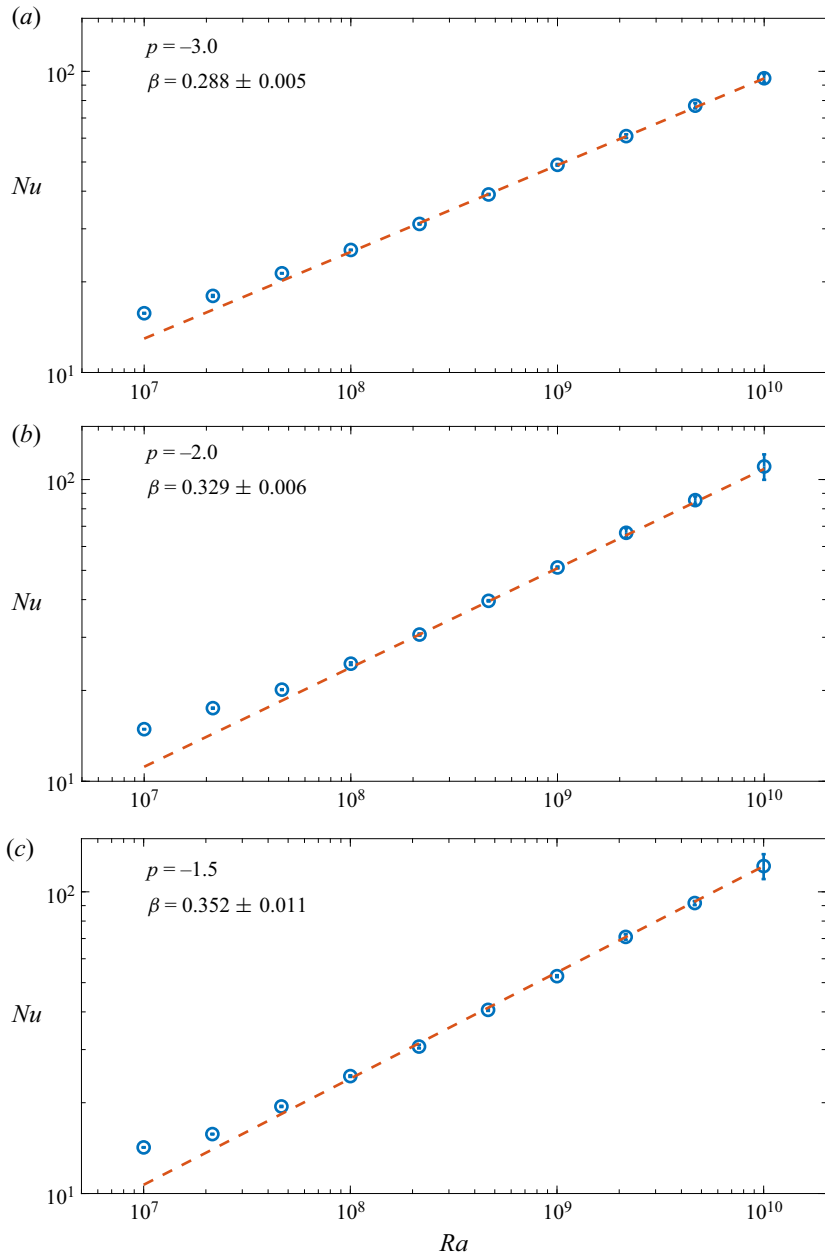 (a)
p = –3.0
β = 0.288 ± 0.005
10²
Nu
10¹
10⁷ 10⁸ 10⁹ 10¹⁰
(b)
p = –2.0
β = 0.329 ± 0.006
10²
Nu
10¹
10⁷ 10⁸ 10⁹ 10¹⁰
(c)
p = –1.5
β = 0.352 ± 0.011
10²
Nu
10¹
10⁷ 10⁸ 10⁹ 10¹⁰
Ra